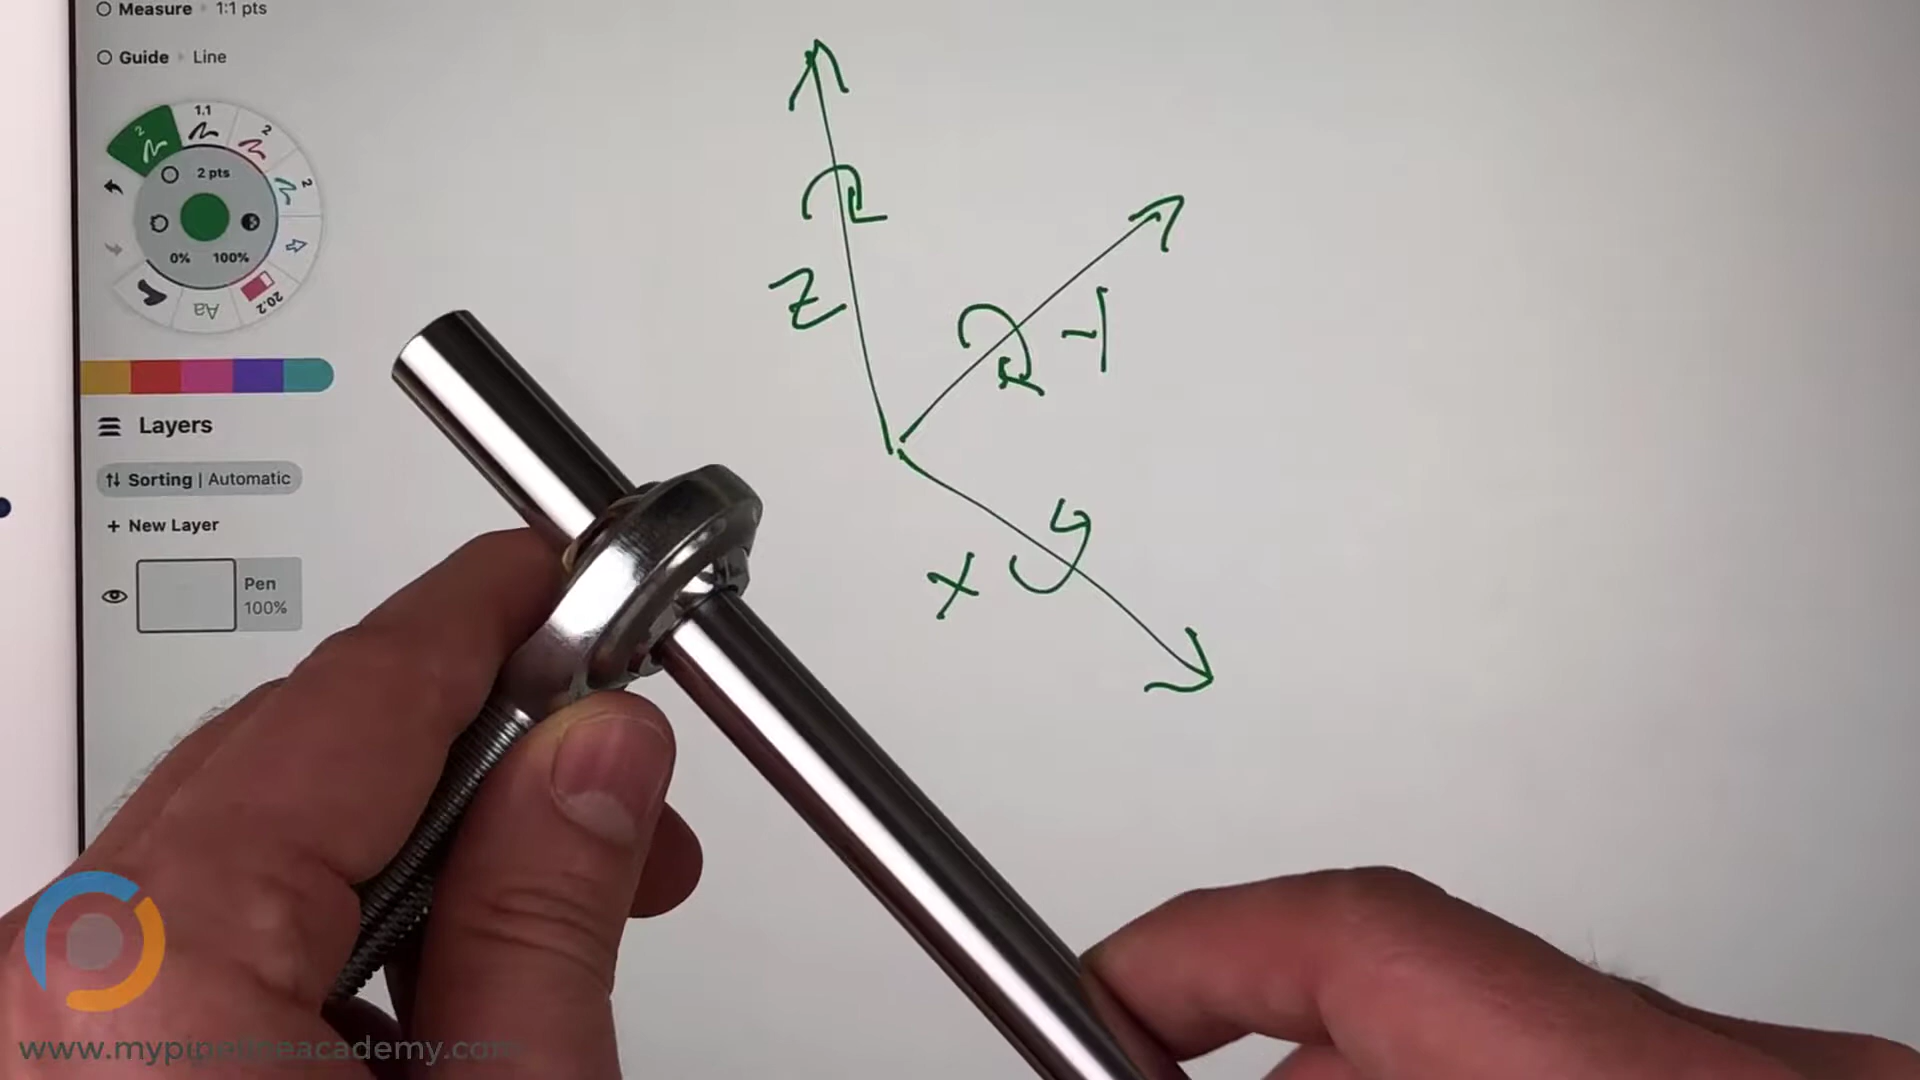 Measure 1:1 pts
Guide Line
1.1
2
2
2
2 pts
0% 100%
20.2
Aa
Layers
Sorting | Automatic
+ New Layer
Pen
100%
Z
Y
X
www.mypipelineacademy.com